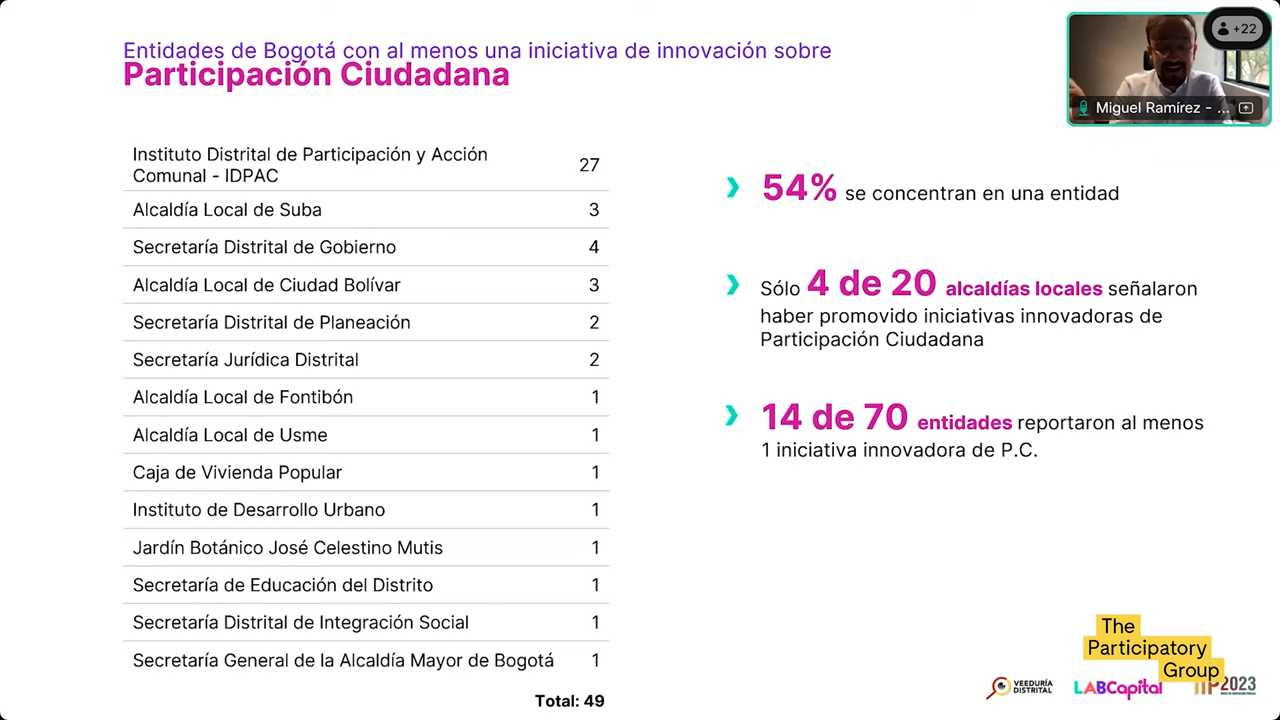 Entidades de Bogotá con al menos una iniciativa de innovación sobre
Participación Ciudadana
+22
Miguel Ramírez - ...
Instituto Distrital de Participación y Acción
Comunal - IDPAC 27
Alcaldía Local de Suba 3
Secretaría Distrital de Gobierno 4
Alcaldía Local de Ciudad Bolívar 3
Secretaría Distrital de Planeación 2
Secretaría Jurídica Distrital 2
Alcaldía Local de Fontibón 1
Alcaldía Local de Usme 1
Caja de Vivienda Popular 1
Instituto de Desarrollo Urbano 1
Jardín Botánico José Celestino Mutis 1
Secretaría de Educación del Distrito 1
Secretaría Distrital de Integración Social 1
Secretaría General de la Alcaldía Mayor de Bogotá 1
Total: 49
54% se concentran en una entidad
Sólo 4 de 20 alcaldías locales señalaron
haber promovido iniciativas innovadoras de
Participación Ciudadana
14 de 70 entidades reportaron al menos
1 iniciativa innovadora de P.C.
The
Participatory
Group
VEEDURÍA
DISTRITAL
LABCapital
2023